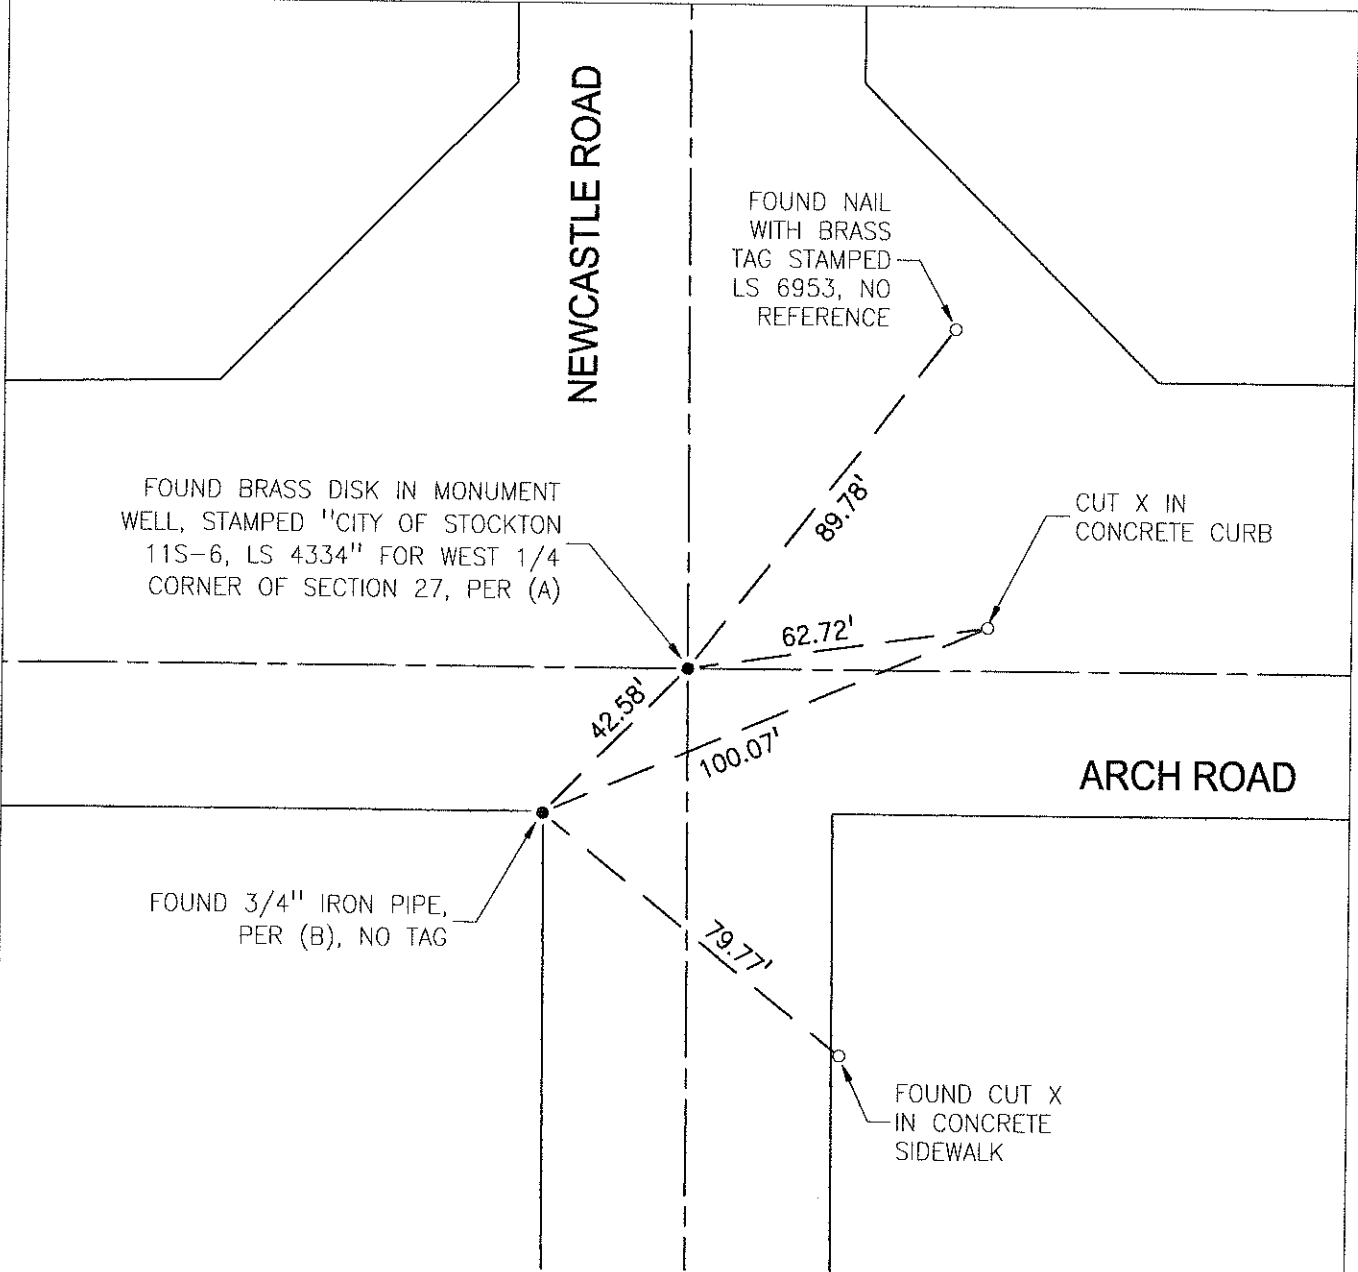 NEWCASTLE ROAD
FOUND NAIL
WITH BRASS
TAG STAMPED
LS 6953, NO
REFERENCE
89.78'
FOUND BRASS DISK IN MONUMENT
WELL, STAMPED "CITY OF STOCKTON
11S-6, LS 4334" FOR WEST 1/4
CORNER OF SECTION 27, PER (A)
CUT X IN
CONCRETE CURB
62.72'
42.58'
100.07'
ARCH ROAD
FOUND 3/4" IRON PIPE,
PER (B), NO TAG
79.77'
FOUND CUT X
IN CONCRETE
SIDEWALK